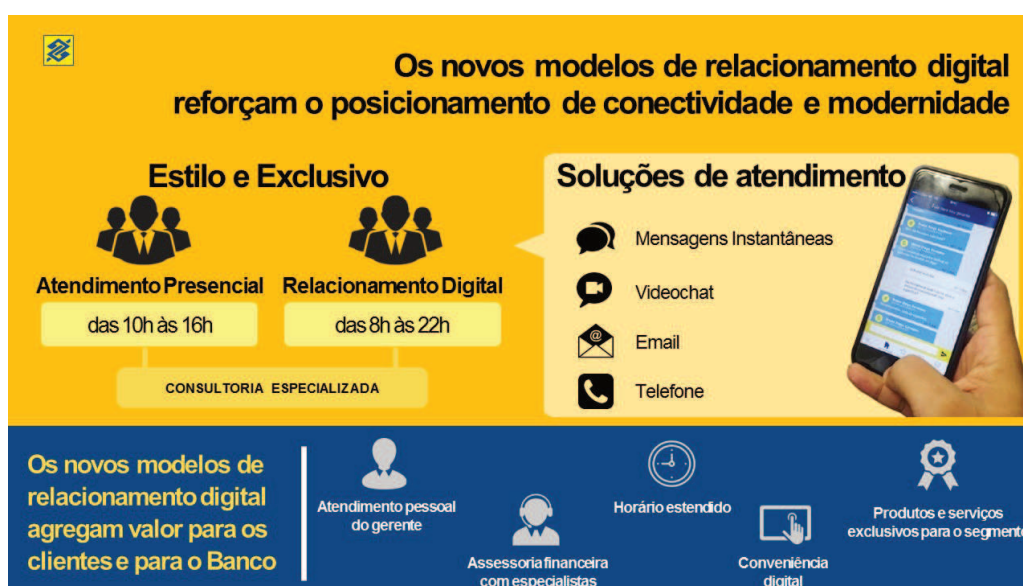 Os novos modelos de relacionamento digital
reforçam o posicionamento de conectividade e modernidade
Estilo e Exclusivo
Atendimento Presencial
das 10h às 16h
Relacionamento Digital
das 8h às 22h
CONSULTORIA ESPECIALIZADA
Soluções de atendimento
Mensagens Instantâneas
Videochat
Email
Telefone
Os novos modelos de
relacionamento digital
agregam valor para os
clientes e para o Banco
Atendimento pessoal
do gerente
Assessoria financeira
com especialistas
Horário estendido
Conveniência
digital
Produtos e serviços
exclusivos para o segmento